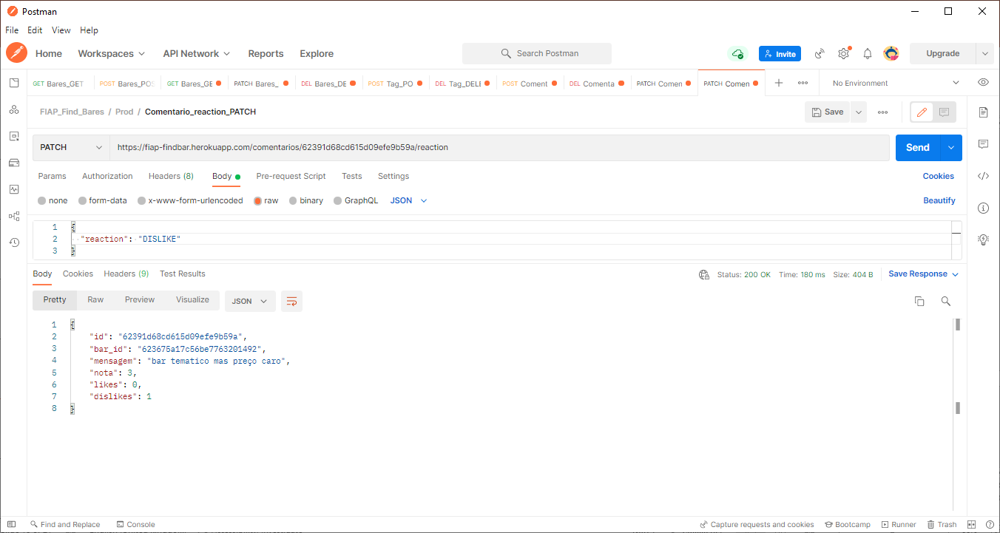 Postman
File Edit View Help
Home Workspaces API Network Reports Explore Search Postman Invite Upgrade
GET Bares_GET POST Bares_POS GET Bares_GE PATCH Bares_ DEL Bares_DE POST Tag_PO DEL Tag_DELE POST Coment DEL Comenta PATCH Comen PATCH Comen No Environment
FIAP_Find_Bares / Prod / Comentario_reaction_PATCH Save
PATCH https://fiap-findbar.herokuapp.com/comentarios/62391d68cd615d09efe9b59a/reaction Send
Params Authorization Headers (8) Body Pre-request Script Tests Settings Cookies
none form-data x-www-form-urlencoded raw binary GraphQL JSON Beautify
1 {
2 "reaction": "DISLIKE"
3 }
Body Cookies Headers (9) Test Results Status: 200 OK Time: 180 ms Size: 404 B Save Response
Pretty Raw Preview Visualize JSON
1 {
2 "id": "62391d68cd615d09efe9b59a",
3 "bar_id": "623675a17c56be7763201492",
4 "mensagem": "bar tematico mas preço caro",
5 "nota": 3,
6 "likes": 0,
7 "dislikes": 1
8 }
Find and Replace Console Capture requests and cookies Bootcamp Runner Trash